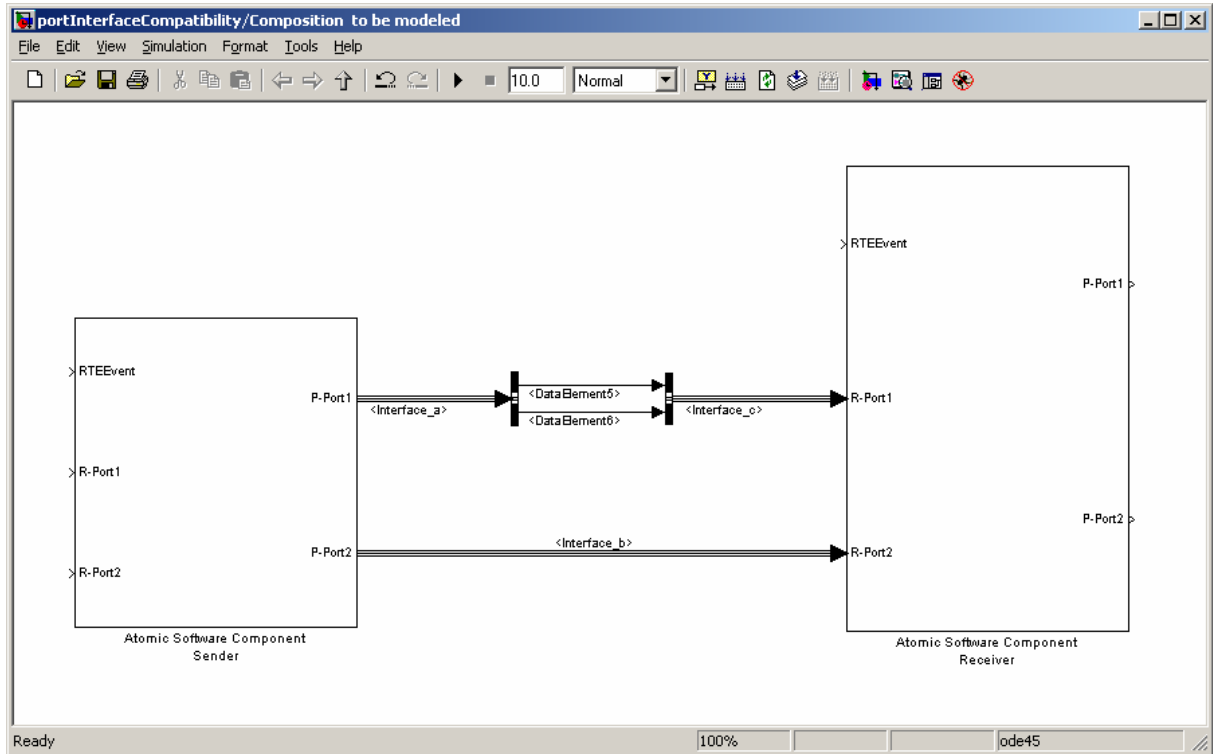 portInterfaceCompatibility/Composition to be modeled
File Edit View Simulation Format Tools Help
10.0 Normal
RTEEvent
P-Port1
RTEEvent
P-Port1
<Interface_a>
<DataElement5>
<DataElement6>
<Interface_c>
R-Port1
R-Port1
P-Port2
P-Port2
<Interface_b>
R-Port2
R-Port2
Atomic Software Component
Sender
Atomic Software Component
Receiver
Ready 100% ode45